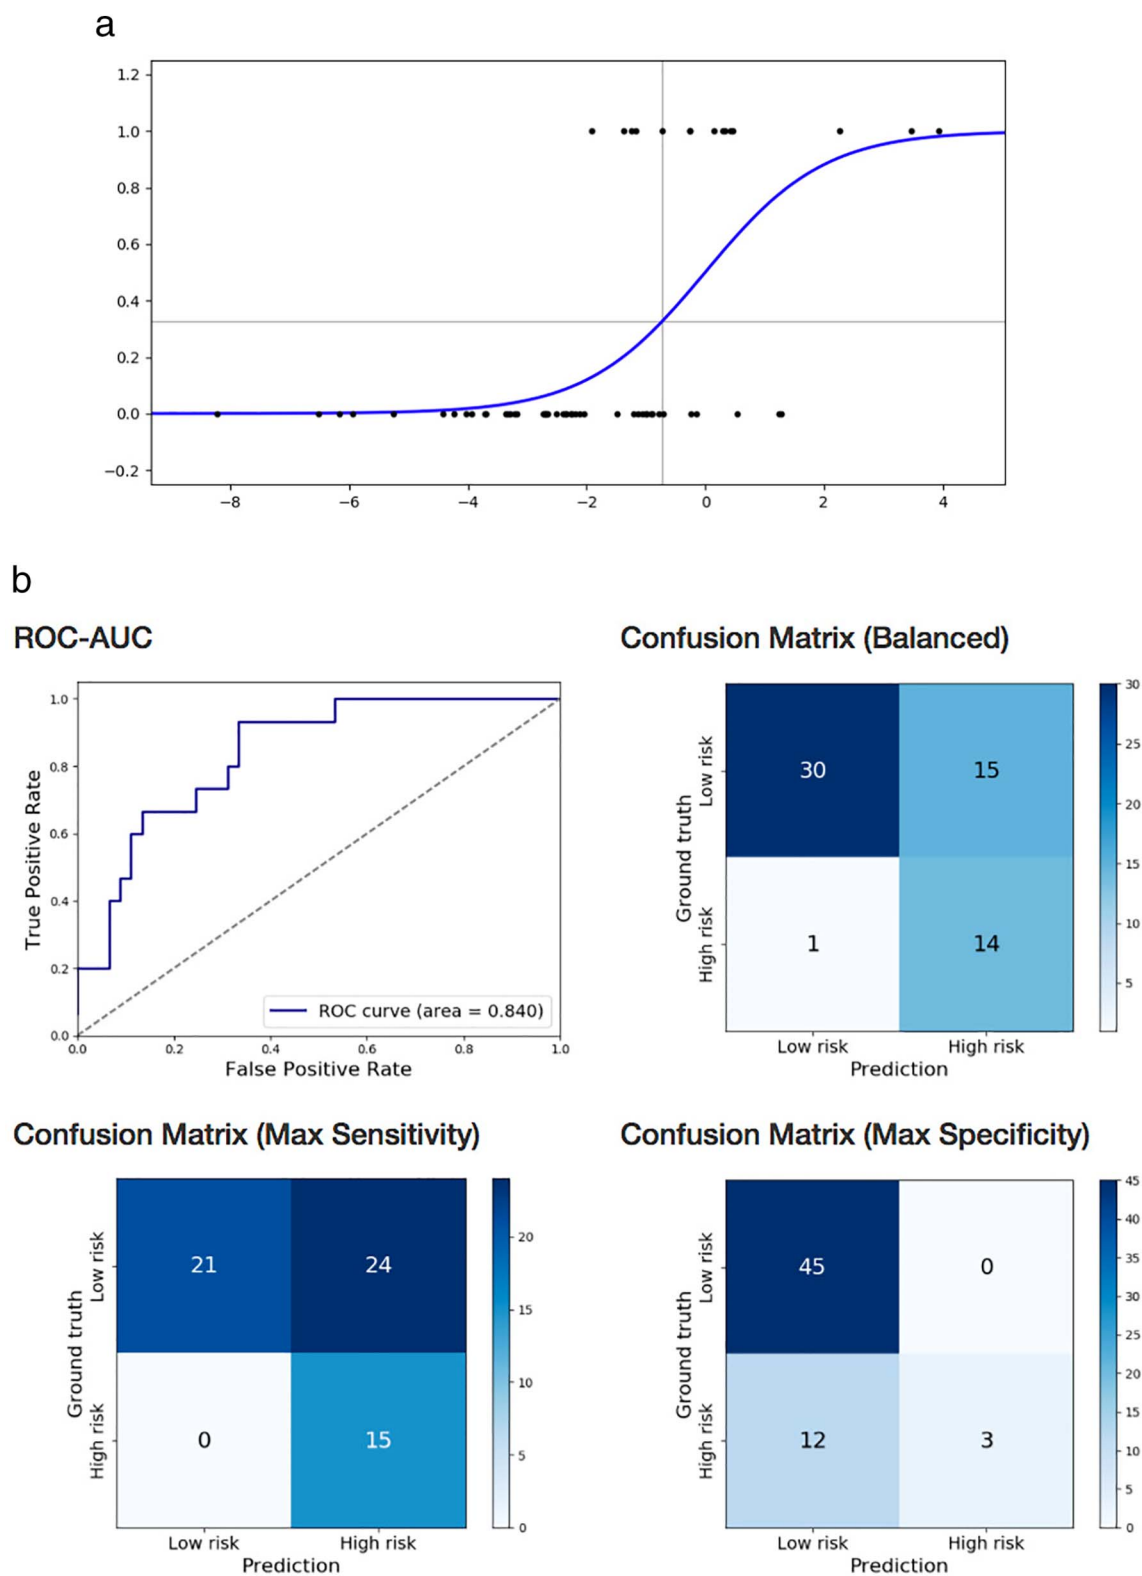 a
1.2
1.0
0.8
0.6
0.4
0.2
0.0
−0.2
−8 −6 −4 −2 0 2 4
b
ROC-AUC
1.0
0.8
0.6
0.4
0.2
0.0
True Positive Rate
ROC curve (area = 0.840)
0.0 0.2 0.4 0.6 0.8 1.0
False Positive Rate
Confusion Matrix (Balanced)
Ground truth
Low risk
High risk
30 15
1 14
Low risk High risk
Prediction
30
25
20
15
10
5
Confusion Matrix (Max Sensitivity)
Ground truth
Low risk
High risk
21 24
0 15
Low risk High risk
Prediction
20
15
10
5
0
Confusion Matrix (Max Specificity)
Ground truth
Low risk
High risk
45 0
12 3
Low risk High risk
Prediction
45
40
35
30
25
20
15
10
5
0